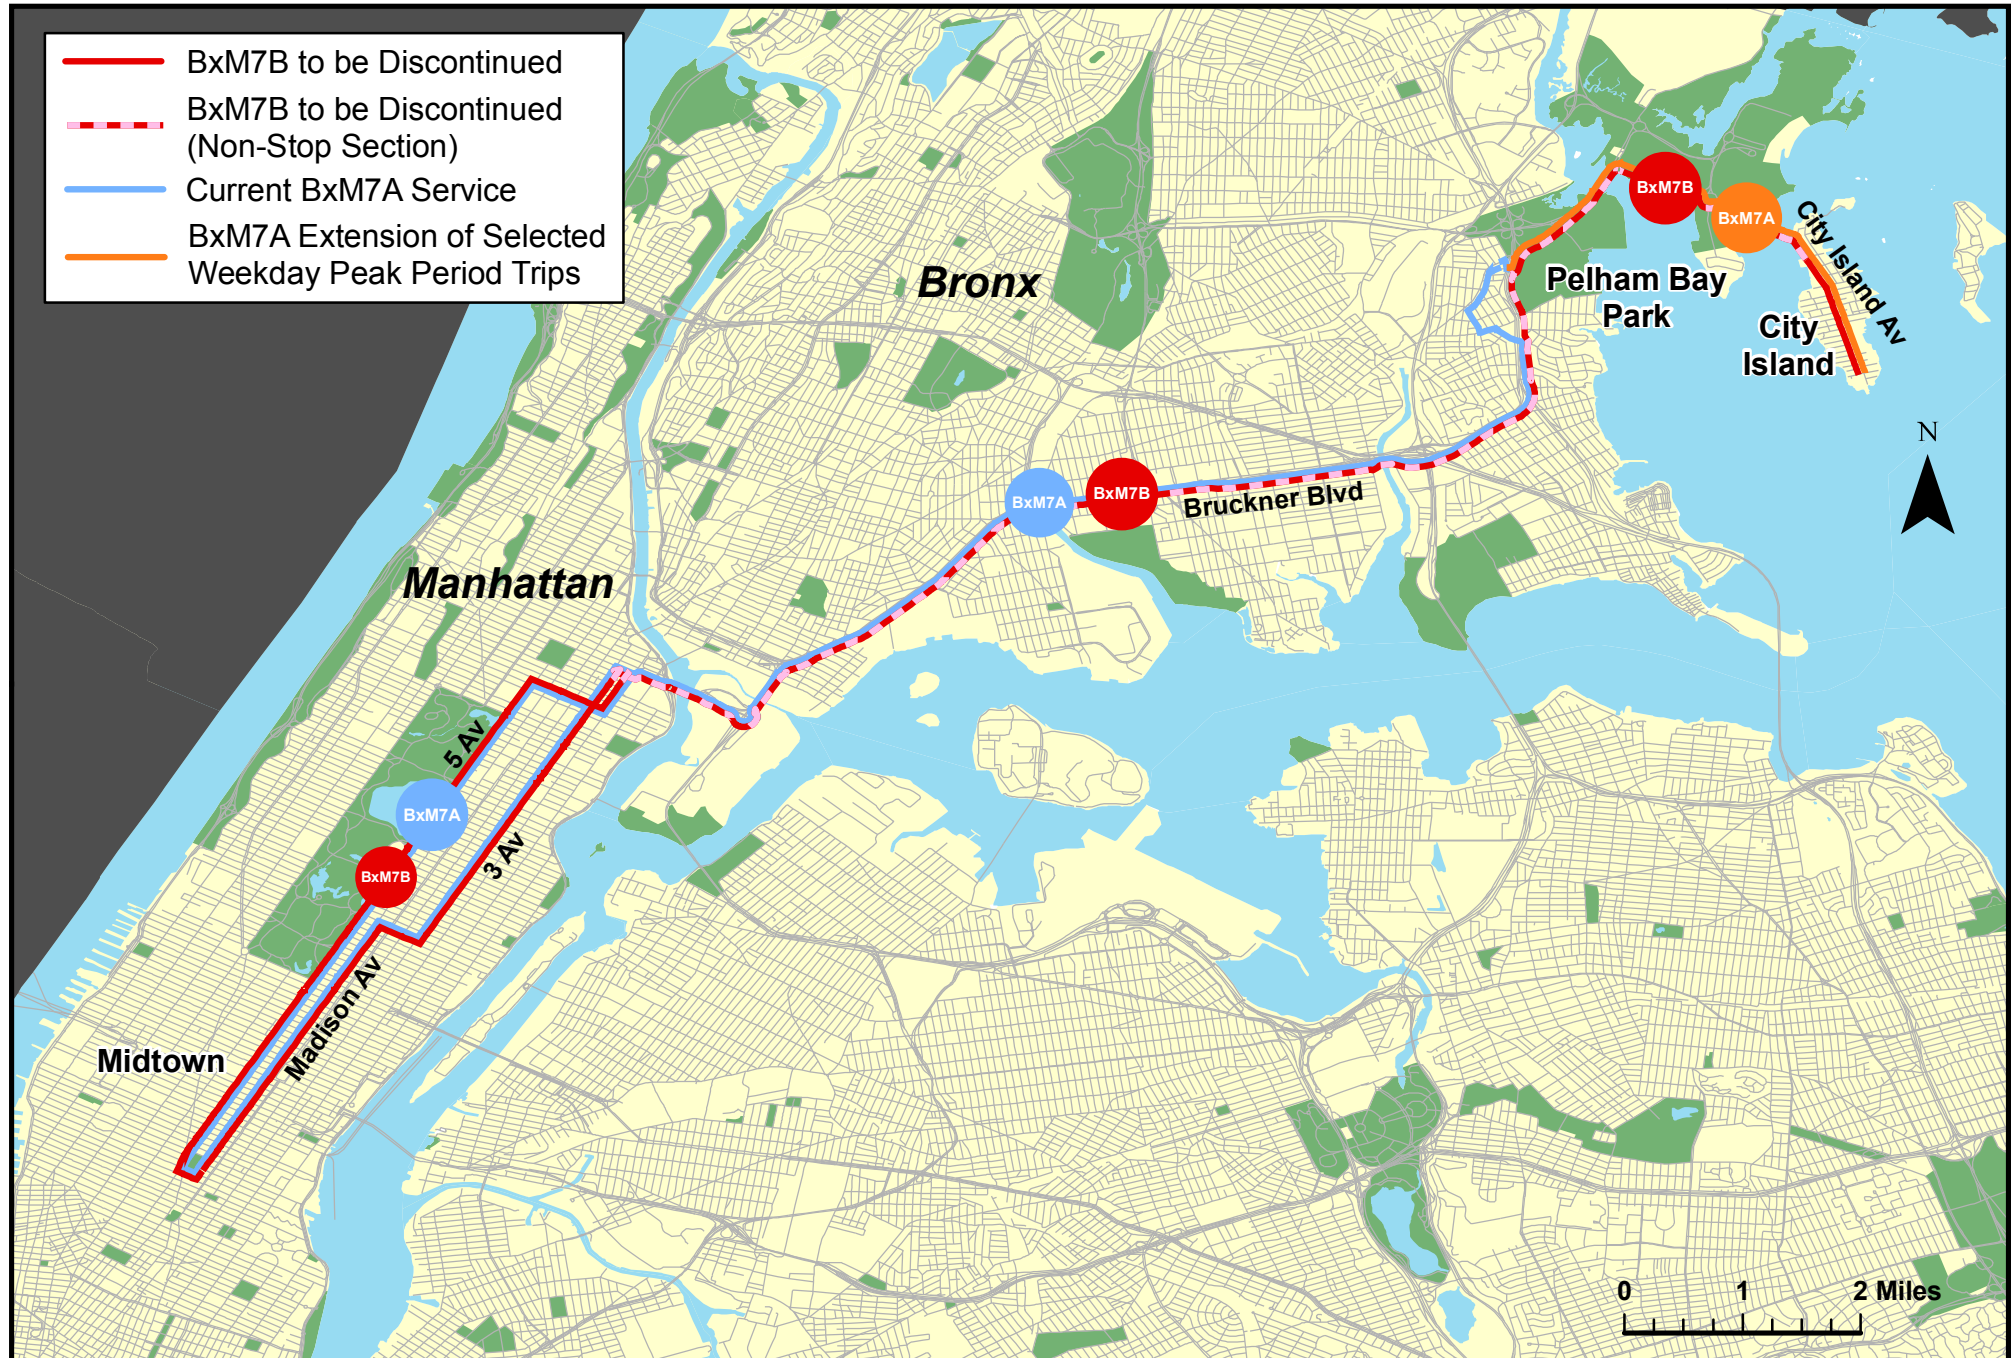 BxM7B to be Discontinued
BxM7B to be Discontinued
(Non-Stop Section)
Current BxM7A Service
BxM7A Extension of Selected
Weekday Peak Period Trips
Bronx
BxM7B
BxM7A
City Island Av
Pelham Bay
Park
City
Island
N
BxM7A
BxM7B
Bruckner Blvd
Manhattan
5 Av
BxM7A
3 Av
BxM7B
Madison Av
Midtown
0 1 2 Miles